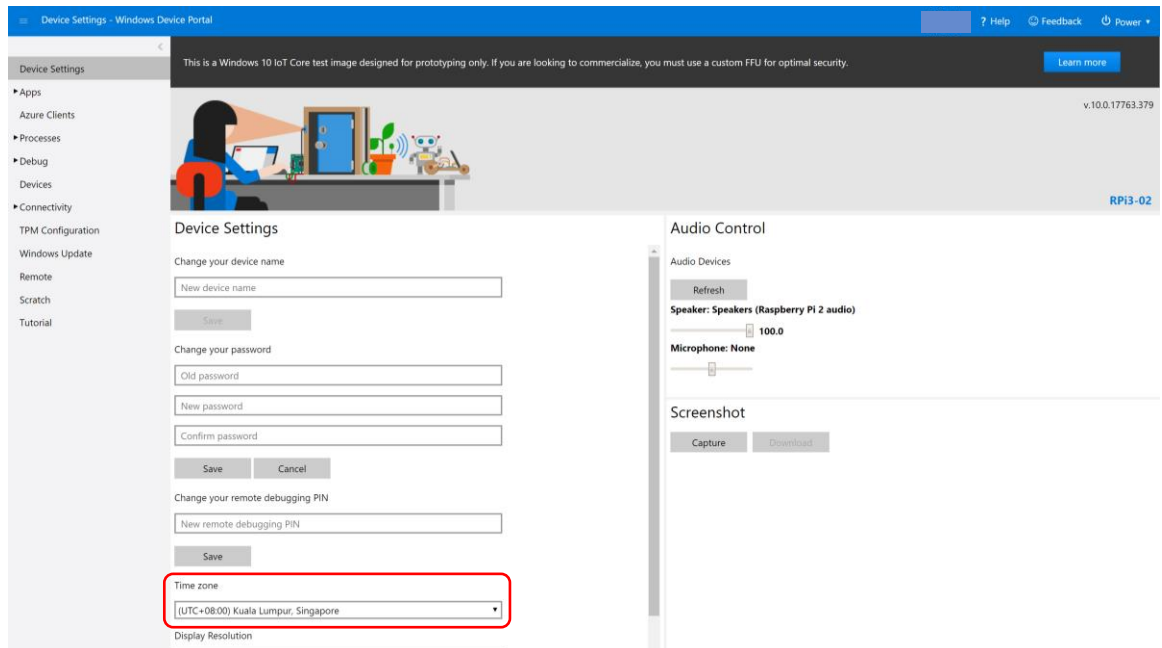 Device Settings - Windows Device Portal
? Help
Feedback
Power
Device Settings
Apps
Azure Clients
Processes
Debug
Devices
Connectivity
TPM Configuration
Windows Update
Remote
Scratch
Tutorial
This is a Windows 10 IoT Core test image designed for prototyping only. If you are looking to commercialize, you must use a custom FFU for optimal security.
Learn more
v.10.0.17763.379
RPi3-02
Device Settings
Change your device name
New device name
Save
Change your password
Old password
New password
Confirm password
Save Cancel
Change your remote debugging PIN
New remote debugging PIN
Save
Time zone
(UTC+08:00) Kuala Lumpur, Singapore
Display Resolution
Audio Control
Audio Devices
Refresh
Speaker: Speakers (Raspberry Pi 2 audio)
100.0
Microphone: None
Screenshot
Capture Download